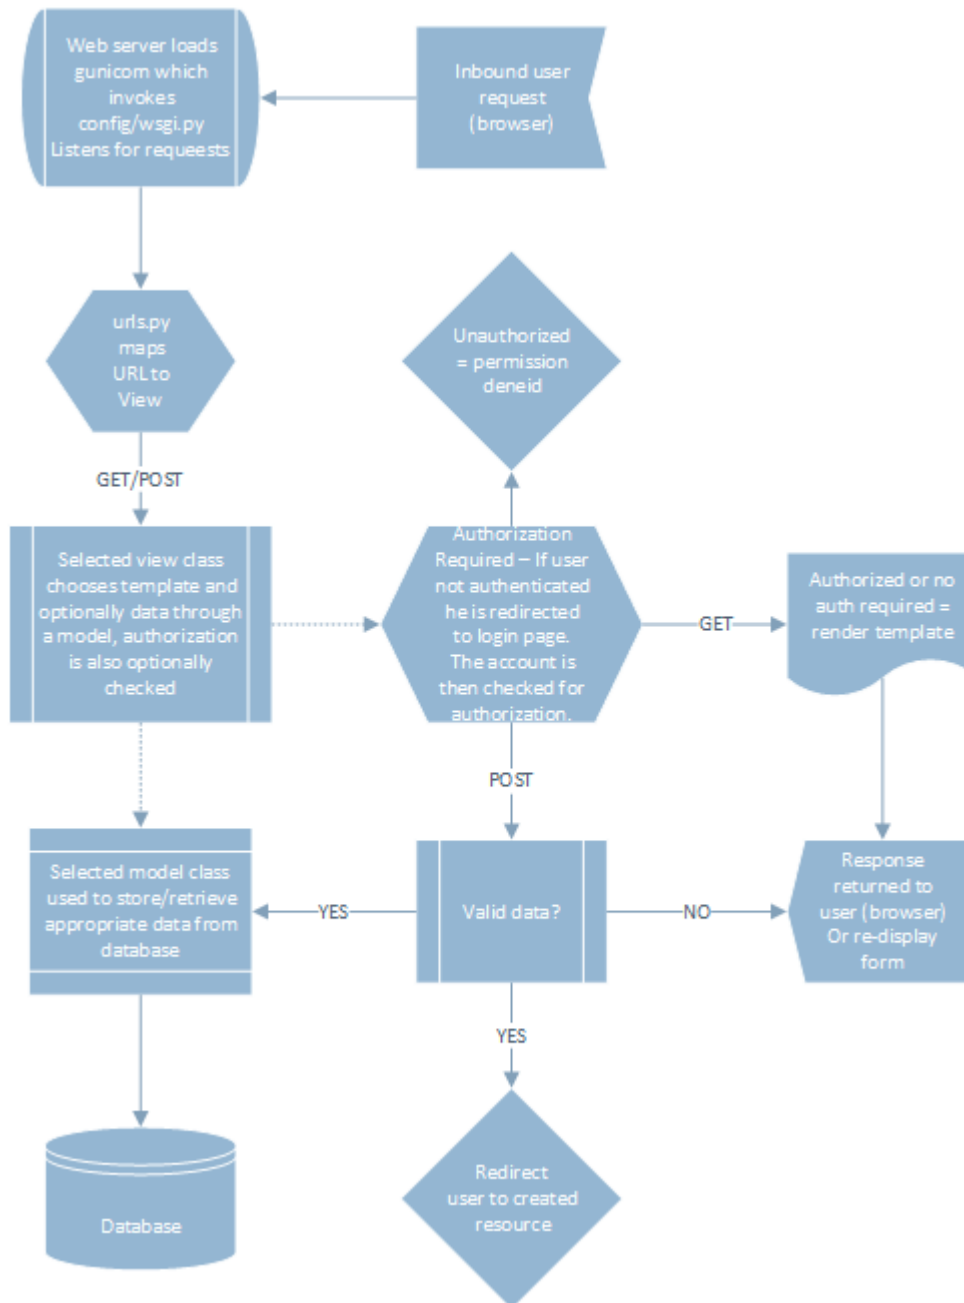 Web server loads
gunicorn which
invokes
config/wsgi.py
Listens for requeests
Inbound user
request
(browser)
urls.py
maps
URL to
View
Unauthorized
= permission
deneid
GET/POST
Selected view class
chooses template and
optionally data through
a model, authorization
is also optionally
checked
Authorization
Required – If user
not authenticated
he is redirected
to login page.
The account is
then checked for
authorization.
GET
Authorized or no
auth required =
render template
POST
Selected model class
used to store/retrieve
appropriate data from
database
YES
Valid data?
NO
Response
returned to
user (browser)
Or re-display
form
YES
Database
Redirect
user to created
resource